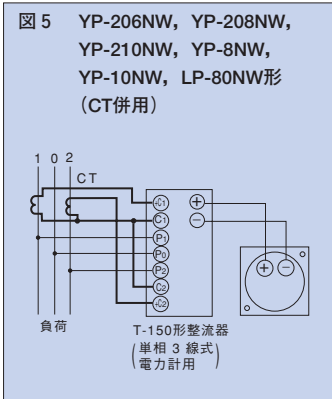 図5 YP-206NW，YP-208NW，
YP-210NW，YP-8NW，
YP-10NW，LP-80NW形
（CT併用）
1 0 2
CT
+C1
C1
P1
P0
P2
C2
+C2
+
−
+ −
負荷
T-150形整流器
(単相3線式
電力計用)